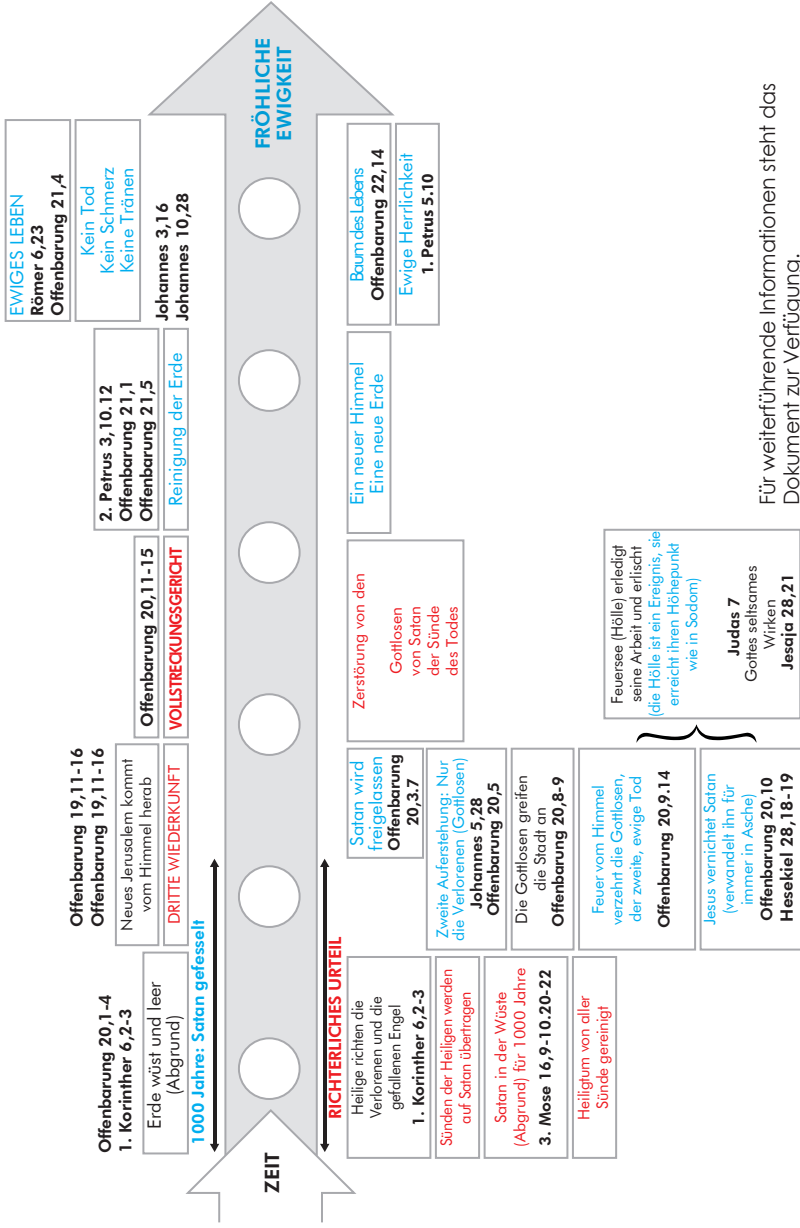 Offenbarung 20,1-4
1. Korinther 6,2-3
Erde wüst und leer
(Abgrund)
1000 Jahre: Satan gefesselt
Offenbarung 19,11-16
Offenbarung 19,11-16
Neues Jerusalem kommt
vom Himmel herab
DRITTE WIEDERKUNFT
Offenbarung 20,11-15
VOLLSTRECKUNGSGERICHT
2. Petrus 3,10.12
Offenbarung 21,1
Offenbarung 21,5
Reinigung der Erde
EWIGES LEBEN
Römer 6,23
Offenbarung 21,4
Kein Tod
Kein Schmerz
Keine Tränen
Johannes 3,16
Johannes 10,28
ZEIT
FRÖHLICHE
EWIGKEIT
RICHTERLICHES URTEIL
Heilige richten die
Verlorenen und die
gefallenen Engel
1. Korinther 6,2-3
Sünden der Heiligen werden
auf Satan übertragen
Satan in der Wüste
(Abgrund) für 1000 Jahre
3. Mose 16,9-10.20-22
Heiligtum von aller
Sünde gereinigt
Satan wird
freigelassen
Offenbarung
20,3.7
Zweite Auferstehung: Nur
die Verlorenen (Gottlosen)
Johannes 5,28
Offenbarung 20,5
Die Gottlosen greifen
die Stadt an
Offenbarung 20,8-9
Feuer vom Himmel
verzehrt die Gottlosen,
der zweite, ewige Tod
Offenbarung 20,9.14
Jesus vernichtet Satan
(verwandelt ihn für
immer in Asche)
Offenbarung 20,10
Hesekiel 28,18-19
Zerstörung von den
Gottlosen
von Satan
der Sünde
des Todes
Feuersee (Hölle) erledigt
seine Arbeit und erlischt
(die Hölle ist ein Ereignis, sie
erreicht ihren Höhepunkt
wie in Sodom)
Judas 7
Gottes seltsames
Wirken
Jesaja 28,21
Ein neuer Himmel
Eine neue Erde
Baum des Lebens
Offenbarung 22,14
Ewige Herrlichkeit
1. Petrus 5.10
Für weiterführende Informationen steht das
Dokument zur Verfügung.